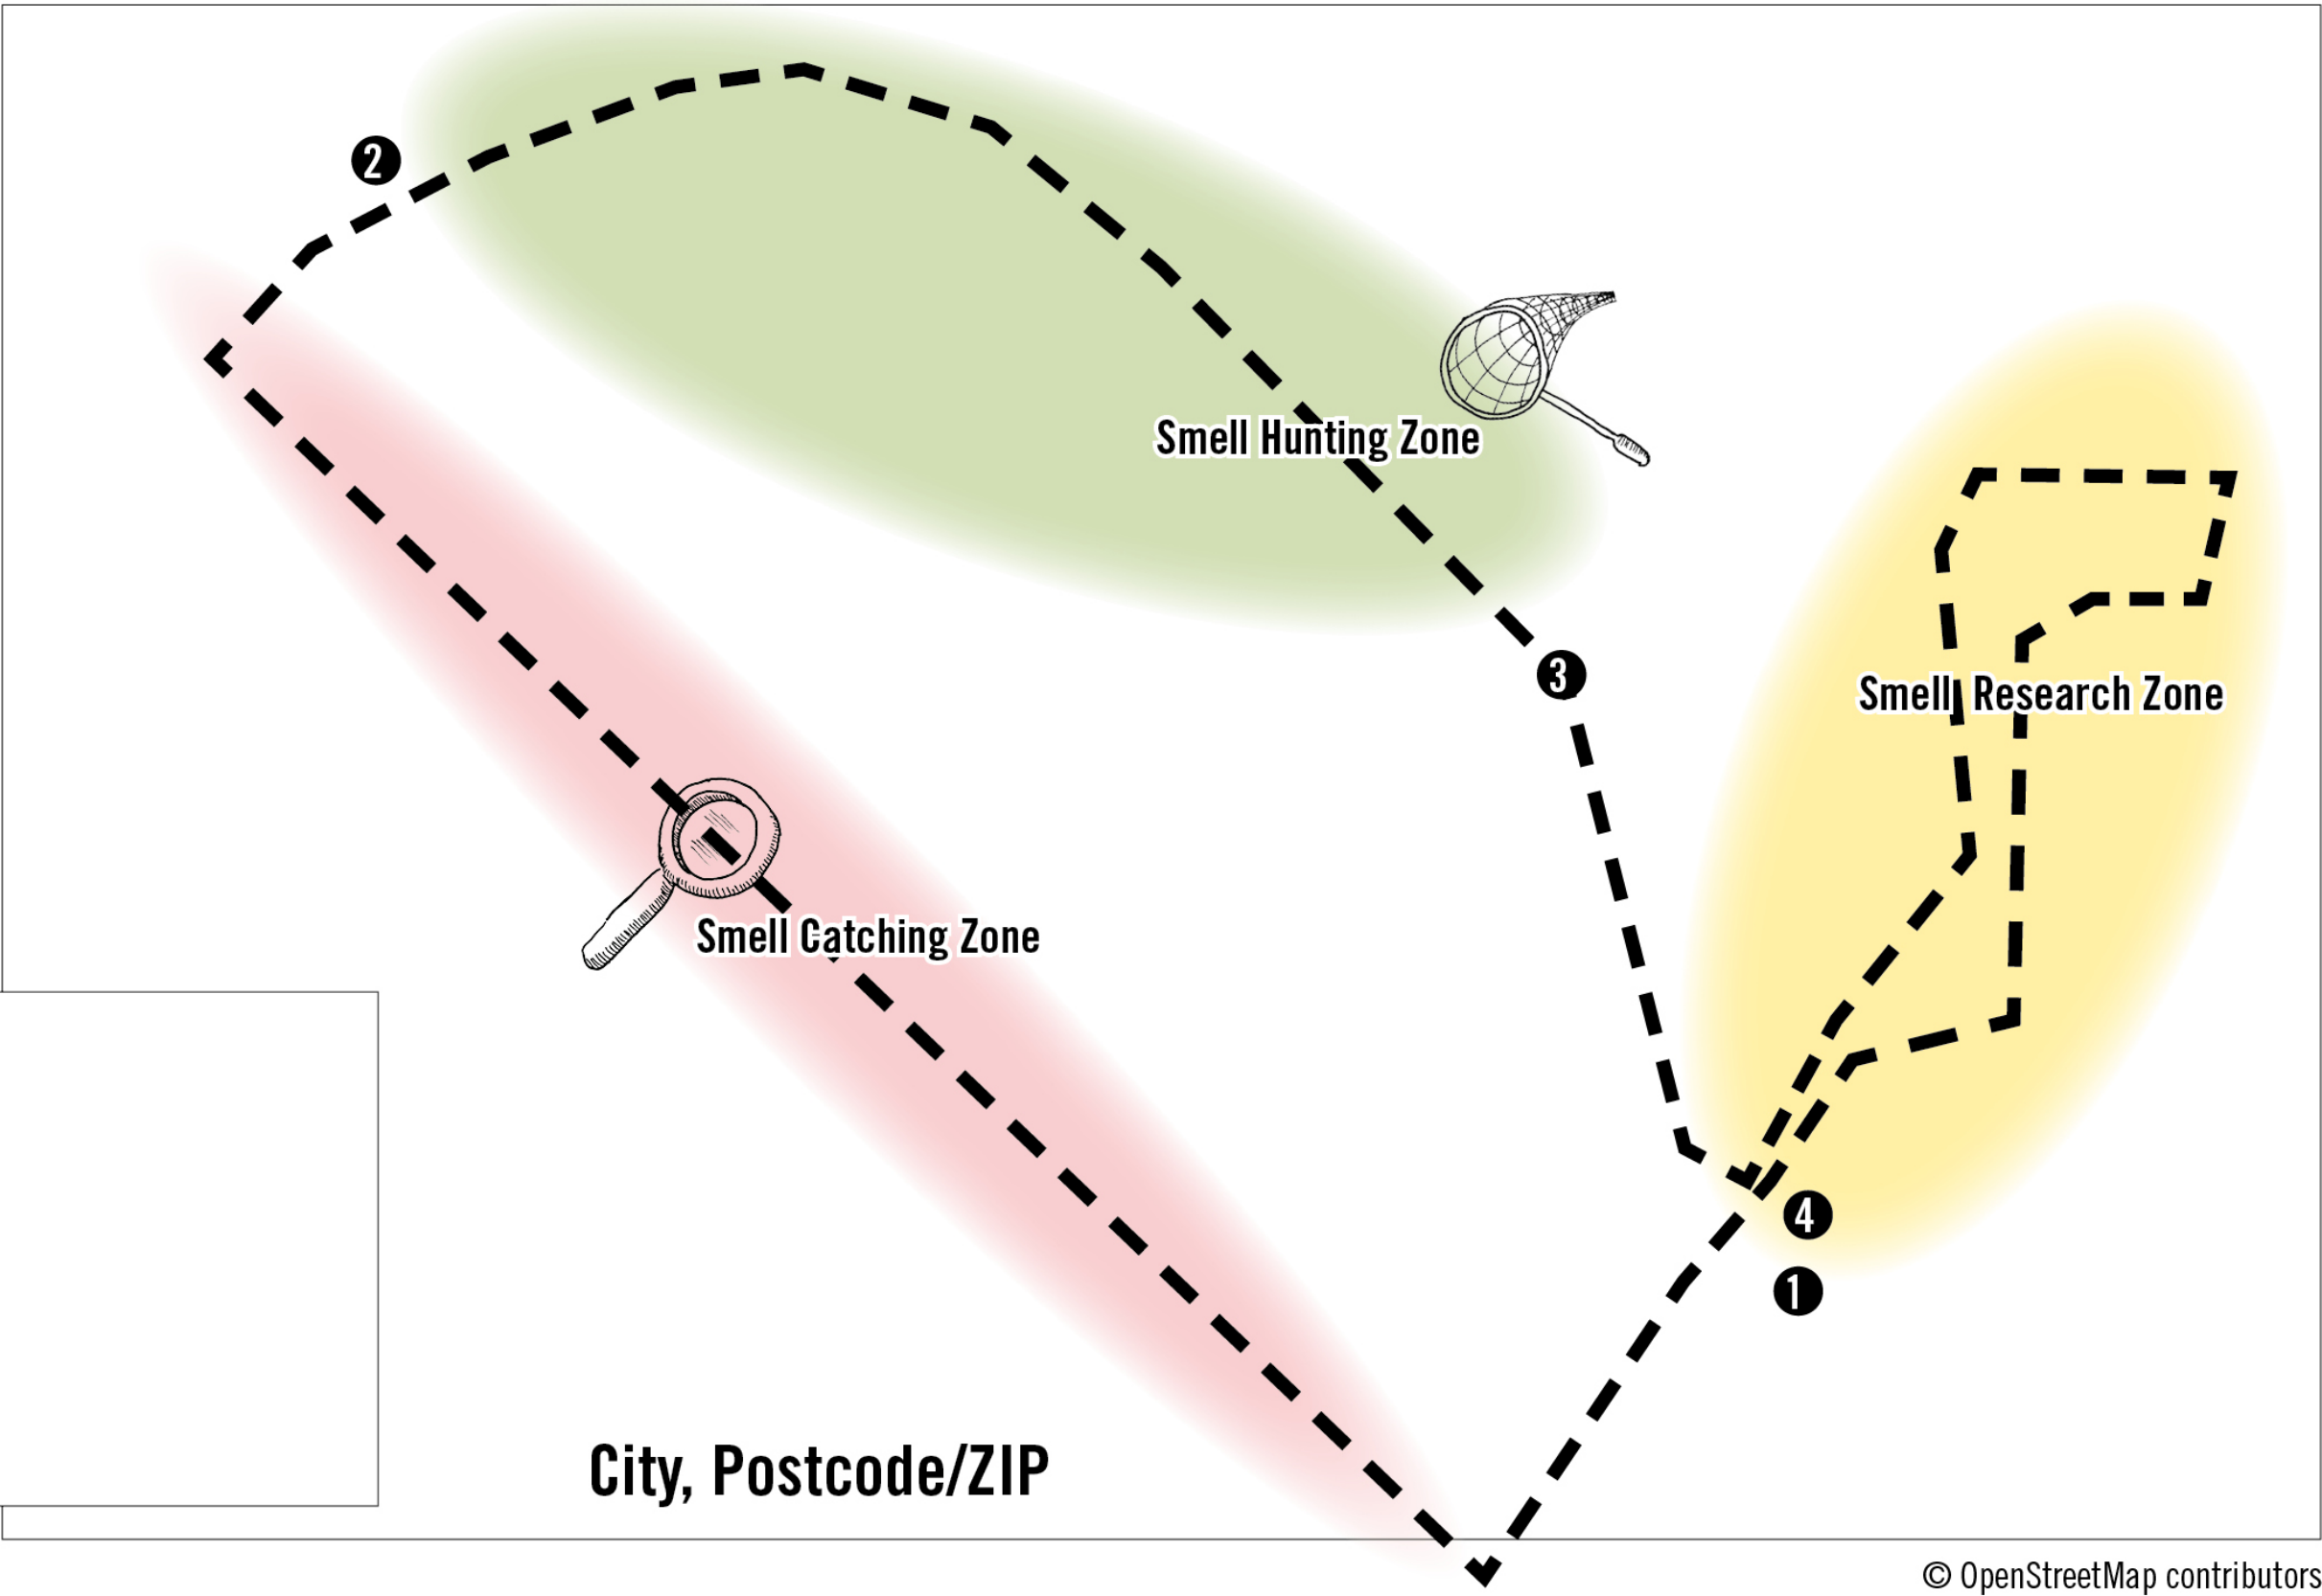 2
Smell Hunting Zone
3
Smell Research Zone
Smell Catching Zone
4
1
City, Postcode/ZIP
© OpenStreetMap contributors